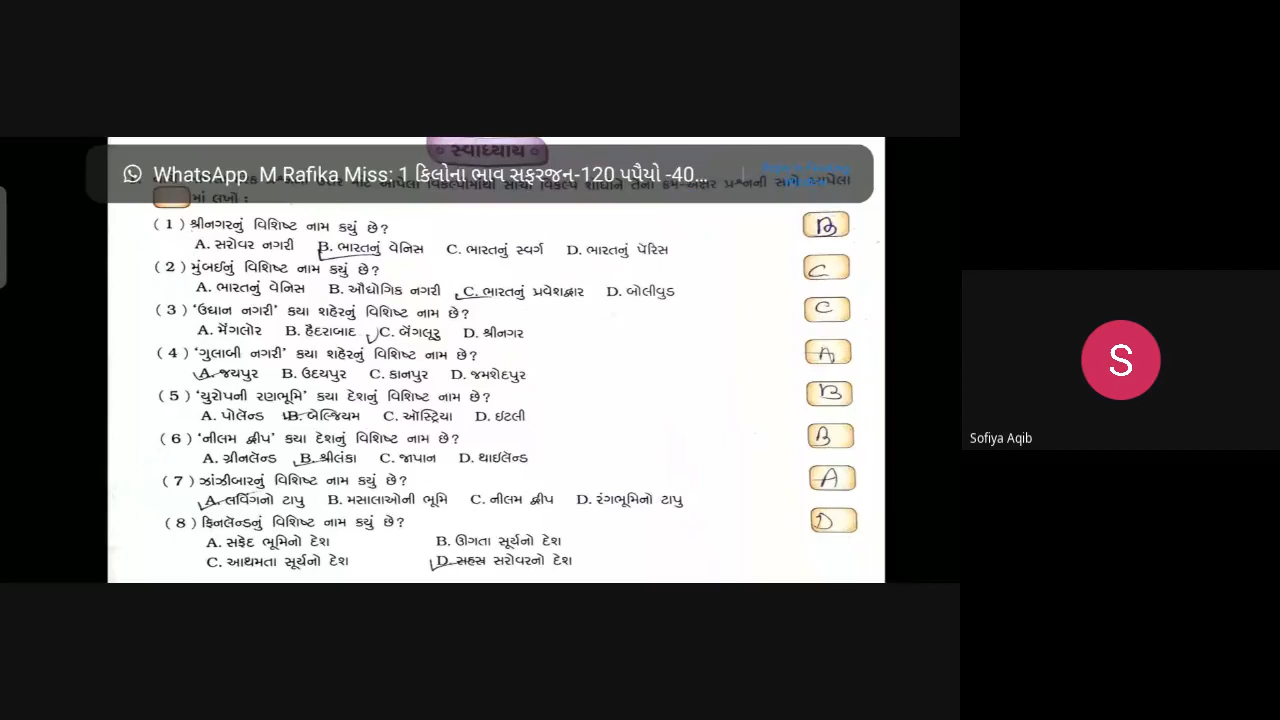 સ્વાધ્યાય
WhatsApp M Rafika Miss: 1 કિલોના ભાવ સફરજન-120 પપૈયો -40...
માં લખો :
( 1 ) શ્રીનગરનું વિશિષ્ટ નામ કયું છે?
B
A. સરોવર નગરી B. ભારતનું વેનિસ C. ભારતનું સ્વર્ગ D. ભારતનું પૅરિસ
( 2 ) મુંબઈનું વિશિષ્ટ નામ કયું છે?
C
A. ભારતનું વેનિસ B. ઔદ્યોગિક નગરી C. ભારતનું પ્રવેશદ્વાર D. બોલીવુડ
( 3 ) ‘ઉદ્યાન નગરી’ કયા શહેરનું વિશિષ્ટ નામ છે?
C
A. મૅંગલોર B. હૈદરાબાદ C. બૅંગલૂરુ D. શ્રીનગર
( 4 ) ‘ગુલાબી નગરી’ કયા શહેરનું વિશિષ્ટ નામ છે?
A
A. જયપુર B. ઉદયપુર C. કાનપુર D. જમશેદપુર
( 5 ) ‘યુરોપની રણભૂમિ’ કયા દેશનું વિશિષ્ટ નામ છે?
B
A. પોલૅન્ડ B. બેલ્જિયમ C. ઑસ્ટ્રિયા D. ઇટલી
( 6 ) ‘નીલમ દ્વીપ’ કયા દેશનું વિશિષ્ટ નામ છે?
B
A. ગ્રીનલૅન્ડ B. શ્રીલંકા C. જાપાન D. થાઇલૅન્ડ
( 7 ) ઝાંઝીબારનું વિશિષ્ટ નામ કયું છે?
A
A. લવિંગનો ટાપુ B. મસાલાઓની ભૂમિ C. નીલમ દ્વીપ D. રંગભૂમિનો ટાપુ
( 8 ) ફિનલૅન્ડનું વિશિષ્ટ નામ કયું છે?
D
A. સફેદ ભૂમિનો દેશ B. ઊગતા સૂર્યનો દેશ
C. આથમતા સૂર્યનો દેશ D. સહસ્ર સરોવરનો દેશ
S
Sofiya Aqib